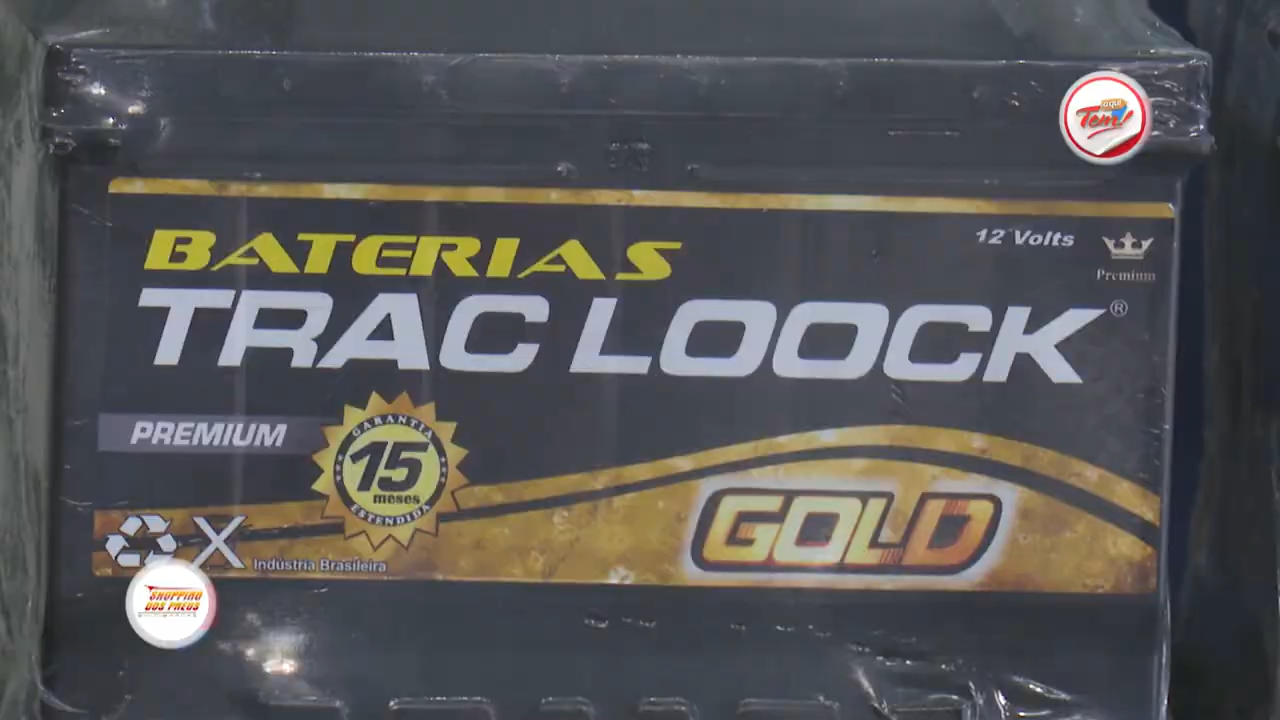 aqui
Tem!
BATERIAS
12 Volts
Premium
TRAC LOOCK®
PREMIUM
GARANTIA
15
meses
ESTENDIDA
GOLD
Indústria Brasileira
SHOPPING
DOS PNEUS